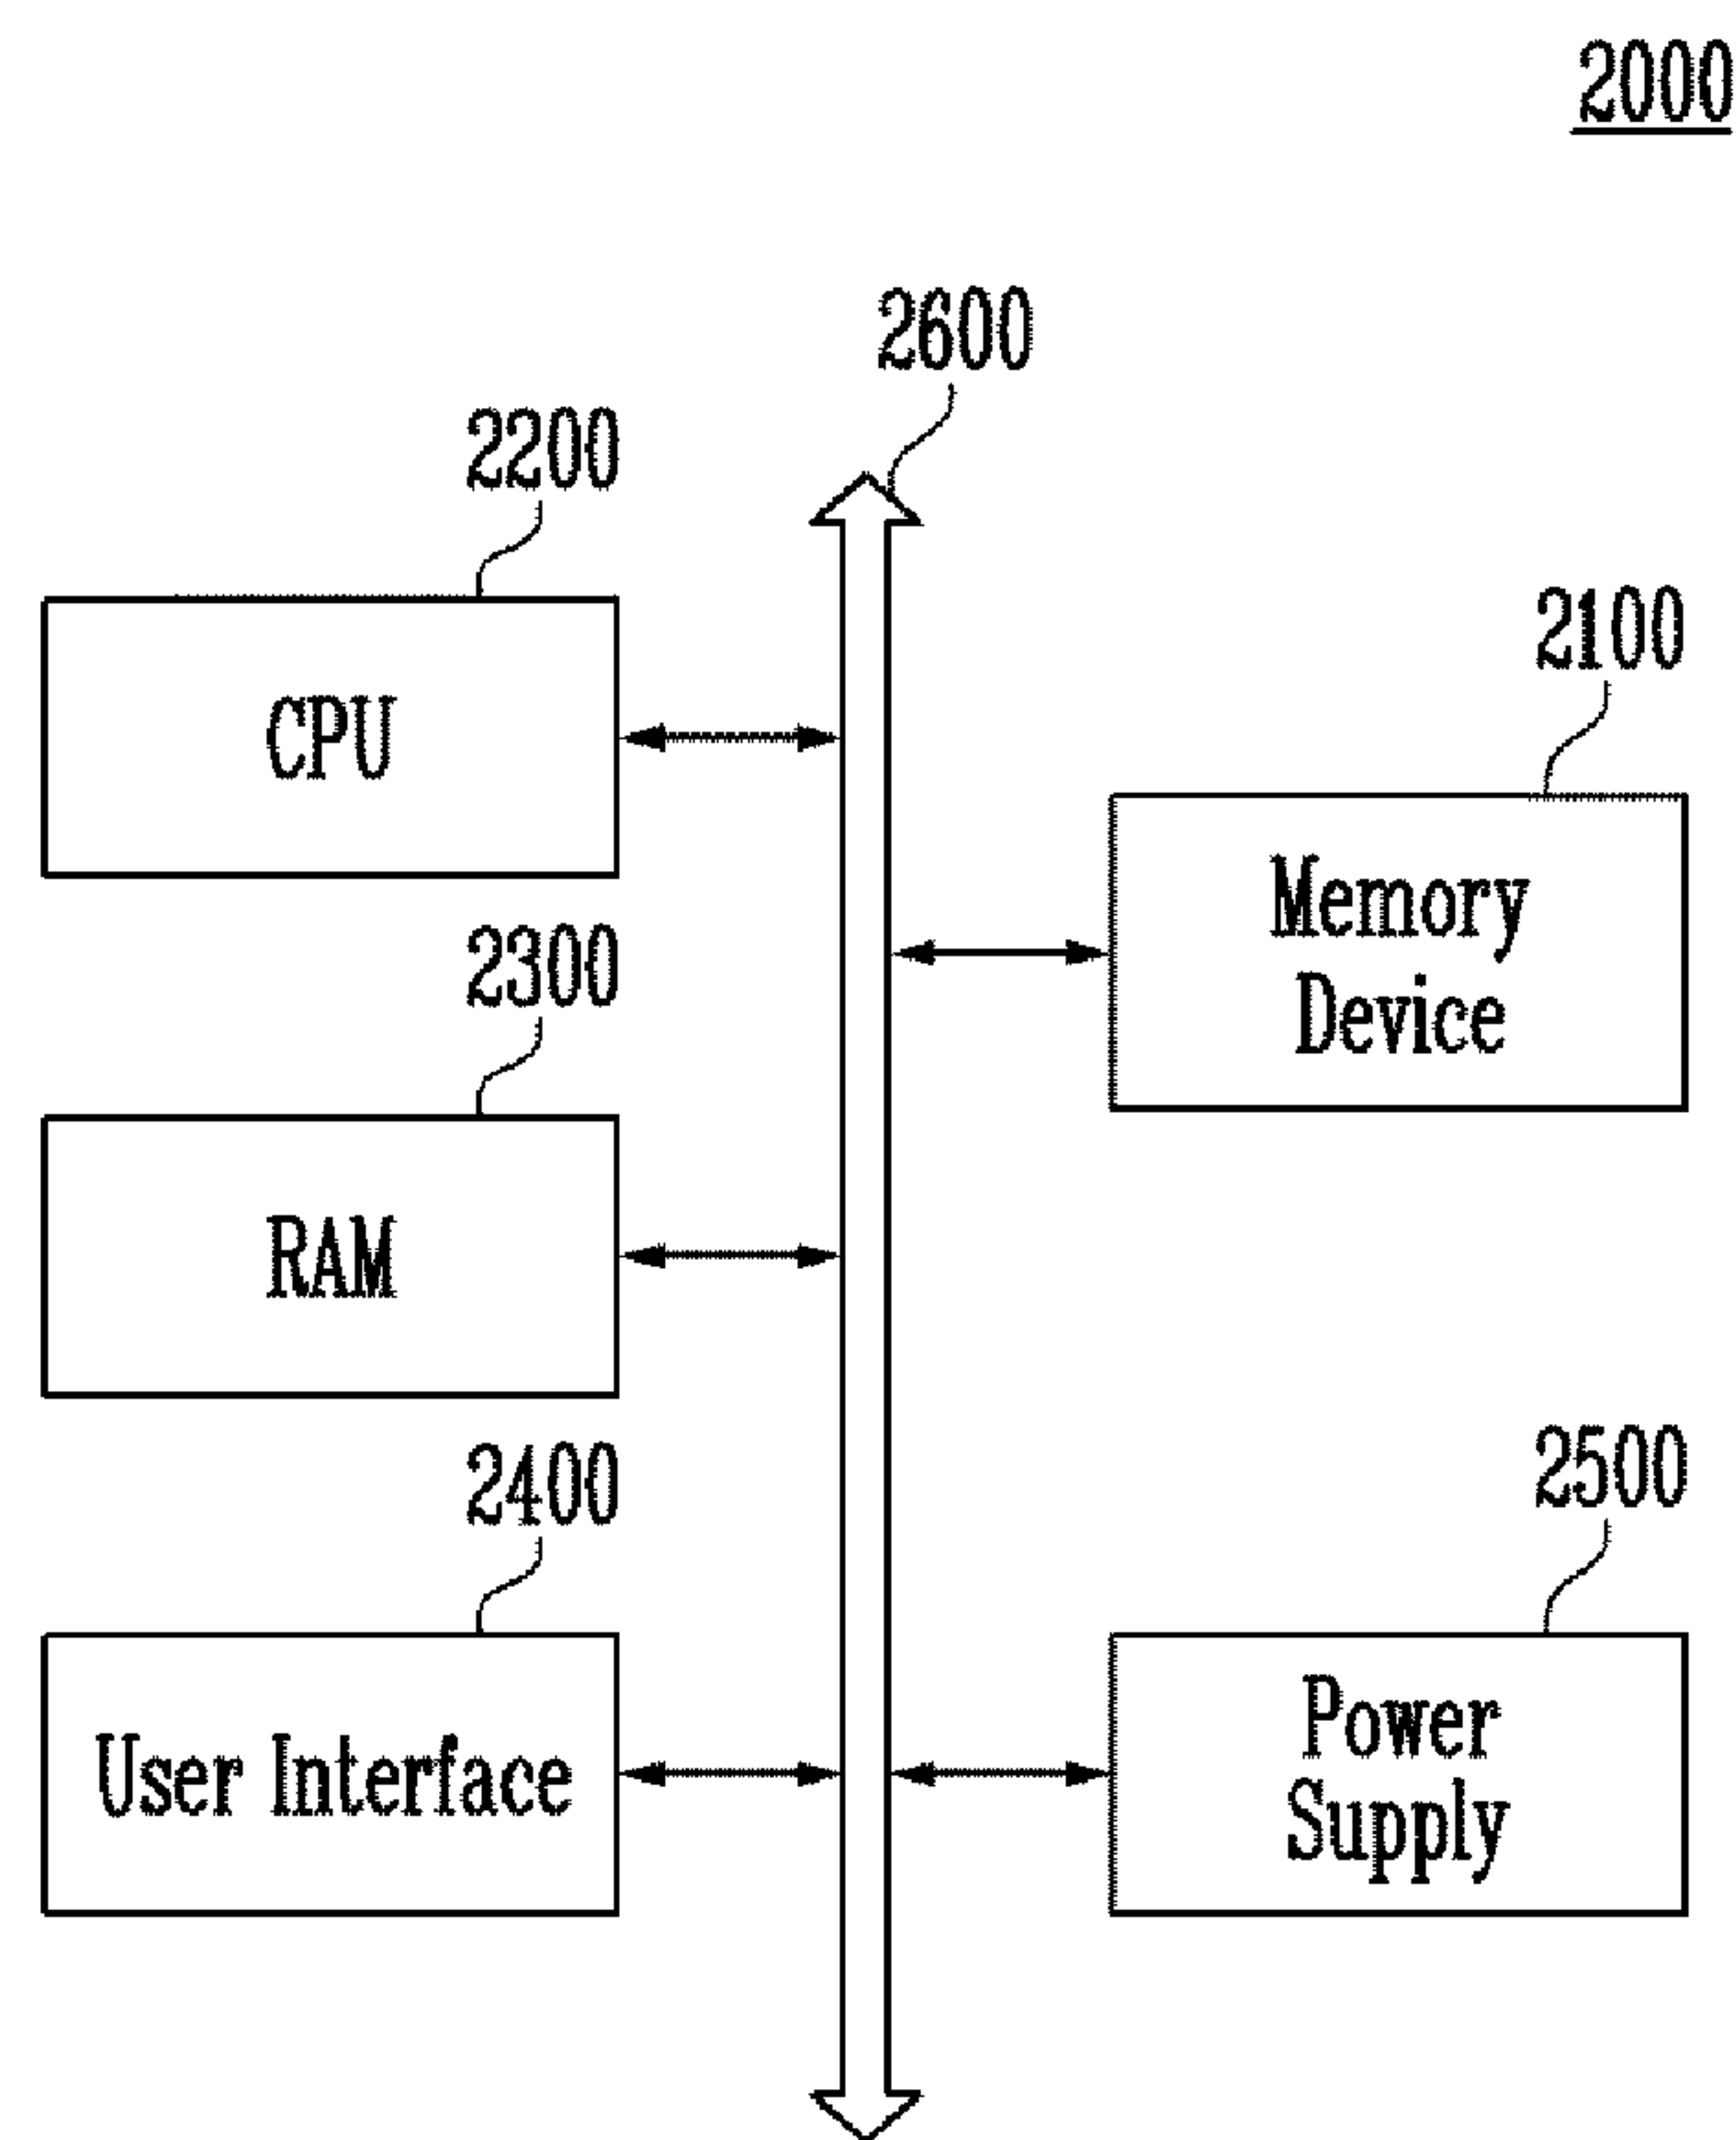 2000
2600
2200
CPU
2100
Memory
Device
2300
RAM
2400
User Interface
2500
Power
Supply